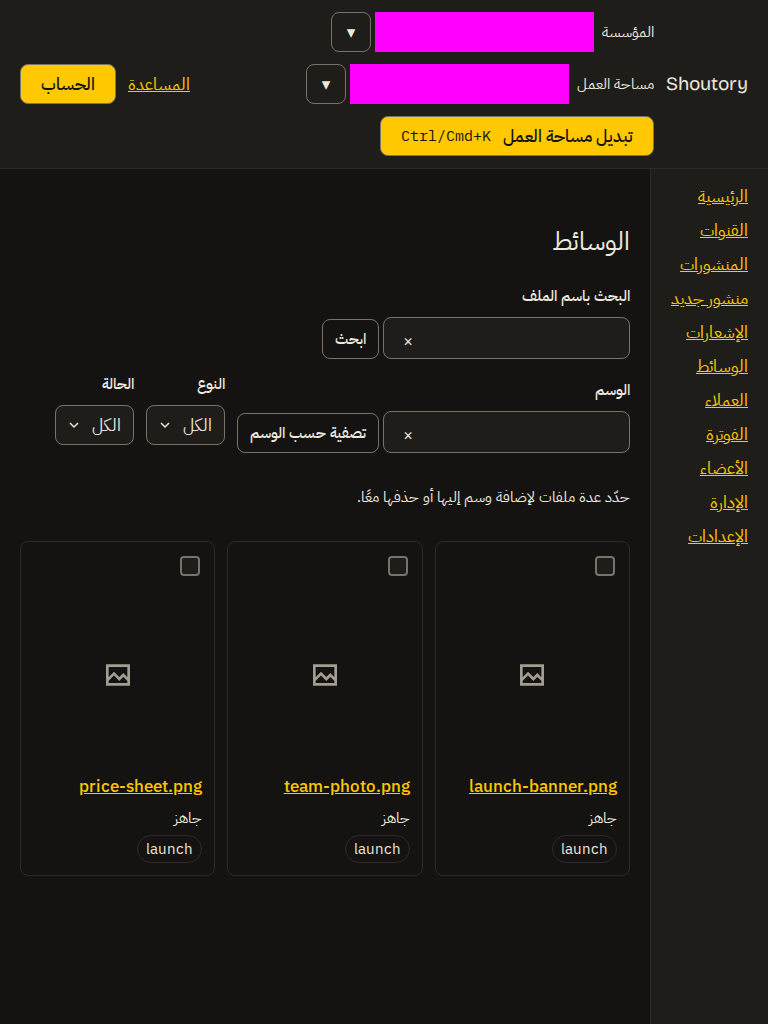 المؤسسة ▼
Shoutory مساحة العمل ▼ المساعدة الحساب
تبديل مساحة العمل Ctrl/Cmd+K
الرئيسية
القنوات
المنشورات
منشور جديد
الإشعارات
الوسائط
العملاء
الفوترة
الأعضاء
الإدارة
الإعدادات
الوسائط
البحث باسم الملف
× ابحث
الوسم
× تصفية حسب الوسم
النوع
الكل
الحالة
الكل
حدّد عدة ملفات لإضافة وسم إليها أو حذفها معًا.
launch-banner.png
جاهز
launch
team-photo.png
جاهز
launch
price-sheet.png
جاهز
launch